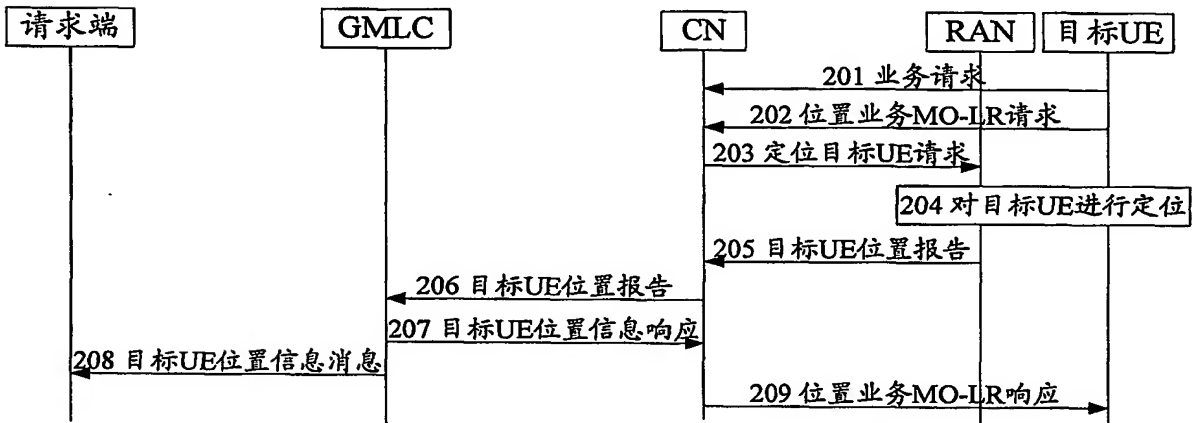 请求端
GMLC
CN
RAN
目标UE
201 业务请求
202 位置业务MO-LR请求
203 定位目标UE请求
204 对目标UE进行定位
205 目标UE位置报告
206 目标UE位置报告
207 目标UE位置信息响应
208 目标UE位置信息消息
209 位置业务MO-LR响应